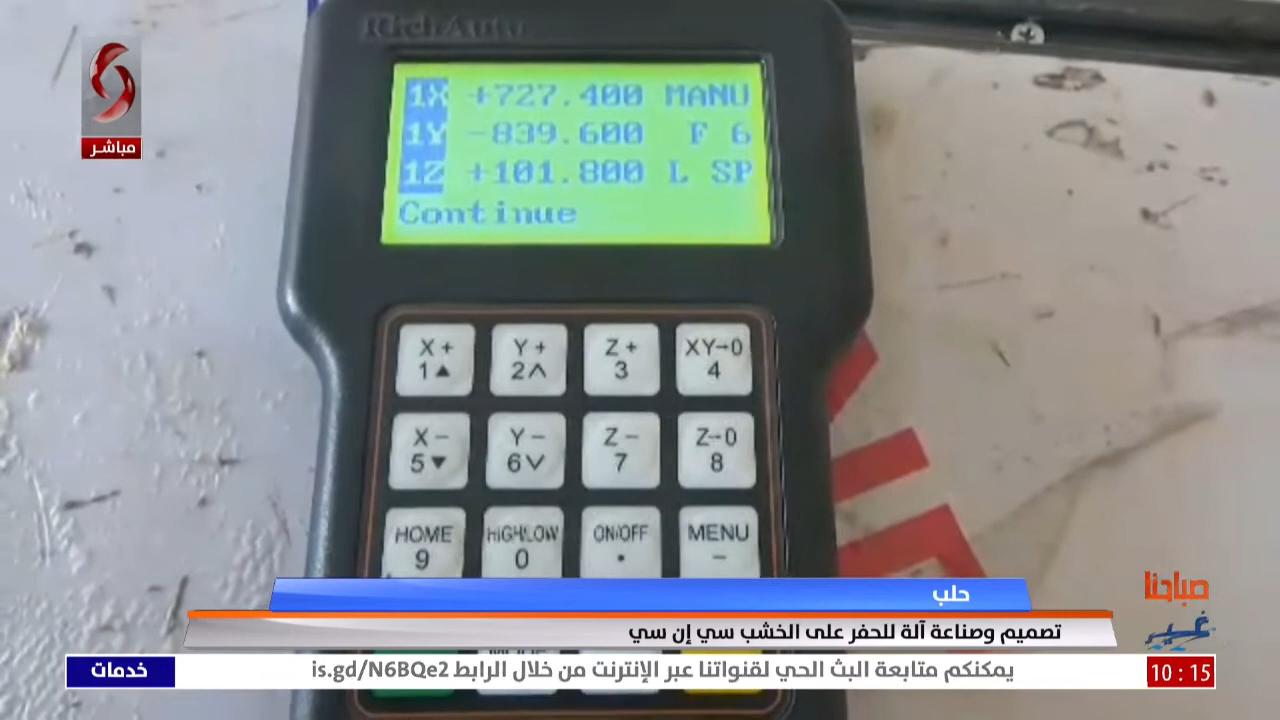 RichAuto
1X +727.400 MANU
1Y -839.600 F 6
1Z +101.800 L SP
Continue
مباشر
X+ Y+ Z+ XY→0
1▲ 2∧ 3 4
X− Y− Z− Z→0
5▼ 6∨ 7 8
HOME HIGH/LOW ON/OFF MENU
9 0 • −
حلب
تصميم وصناعة آلة للحفر على الخشب سي إن سي
صباحنا
غير
خدمات
يمكنكم متابعة البث الحي لقنواتنا عبر الإنترنت من خلال الرابط is.gd/N6BQe2
10 : 15